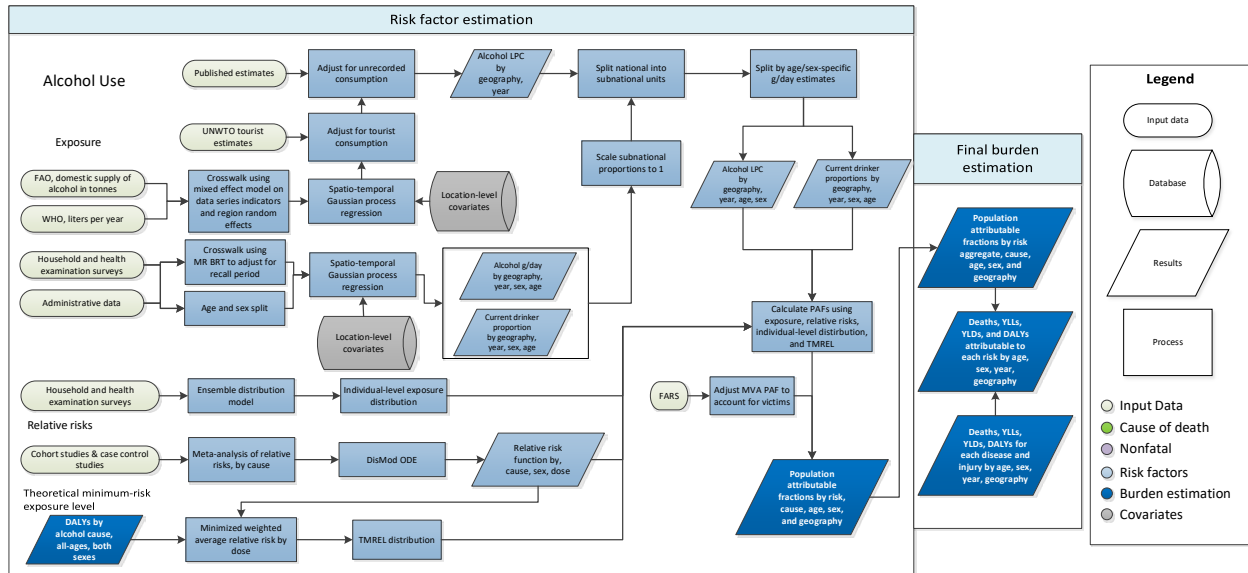 Risk factor estimation
Alcohol Use
Published estimates
Adjust for unrecorded
consumption
Alcohol LPC
by
geography,
year
Split national into
subnational units
Split by age/sex-specific
g/day estimates
UNWTO tourist
estimates
Adjust for tourist
consumption
Exposure
Scale subnational
proportions to 1
FAO, domestic supply of
alcohol in tonnes
WHO, liters per year
Crosswalk using
mixed effect model on
data series indicators
and region random
effects
Spatio-temporal
Gaussian process
regression
Location-level
covariates
Alcohol LPC by
geography,
year, age, sex
Current drinker
proportions by
geography,
year, sex, age
Household and health
examination surveys
Administrative data
Crosswalk using
MR BRT to adjust for
recall period
Age and sex split
Spatio-temporal
Gaussian process
regression
Location-level
covariates
Alcohol g/day
by geography,
year, sex, age
Current drinker
proportion by
geography,
year, sex, age
Calculate PAFs using
exposure, relative risks,
individual-level distribution,
and TMREL
Household and health
examination surveys
Ensemble distribution
model
Individual-level exposure
distribution
FARS
Adjust MVA PAF to
account for victims
Relative risks
Cohort studies & case control
studies
Meta-analysis of relative
risks, by cause
DisMod ODE
Relative risk
function by,
cause, sex, dose
Population
attributable
fractions by risk,
cause, age, sex,
and geography
Theoretical minimum-risk
exposure level
DALYs by
alcohol cause,
all-ages, both
sexes
Minimized weighted
average relative risk by
dose
TMREL distribution
Final burden
estimation
Population
attributable
fractions by risk
aggregate, cause,
age, sex, and
geography
Deaths, YLLs,
YLDs, and DALYs
attributable to
each risk by age,
sex, year,
geography
Deaths, YLLs,
YLDs, DALYs for
each disease and
injury by age, sex,
year, geography
Legend
Input data
Database
Results
Process
Input Data
Cause of death
Nonfatal
Risk factors
Burden estimation
Covariates